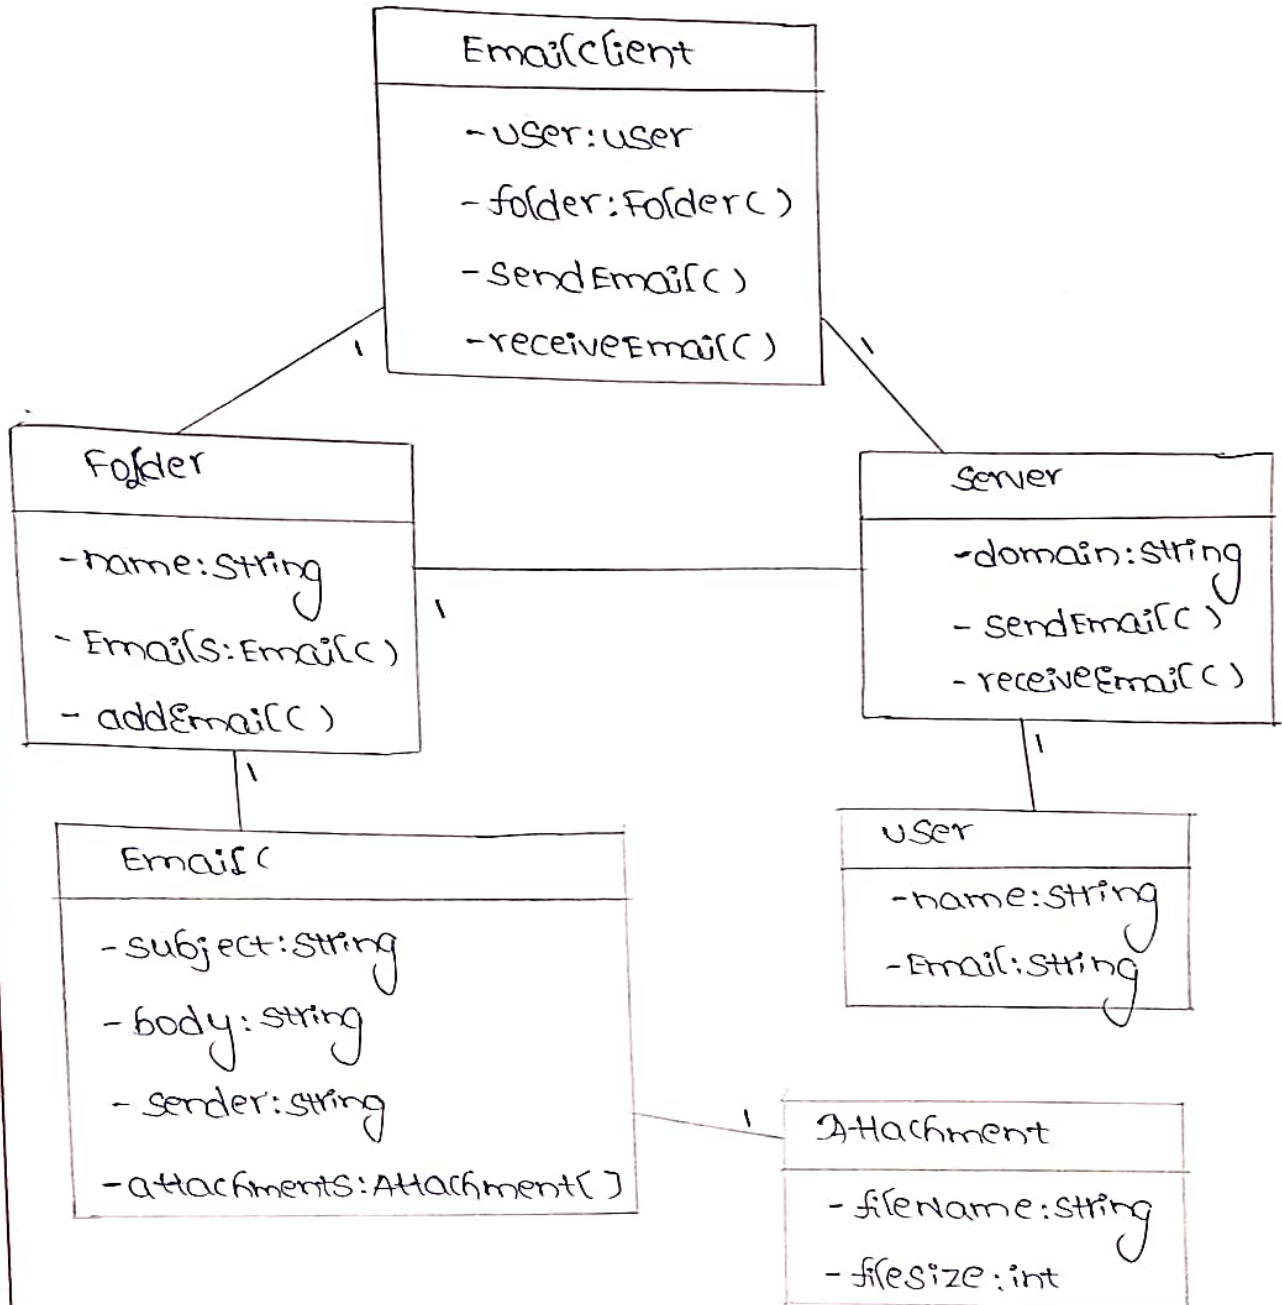 Emailclient
-user:user
-folder:Folder()
-sendEmail()
-receiveEmail()
1
1
Folder
-name:string
-Emails:Email()
- addEmail()
1
Server
-domain:string
- sendEmail()
- receiveEmail()
1
1
Email(
-subject:string
-body:string
- sender:string
-attachments:Attachment[)
user
-name:string
-Email:string
1
Attachment
- fileName:string
- filesize:int